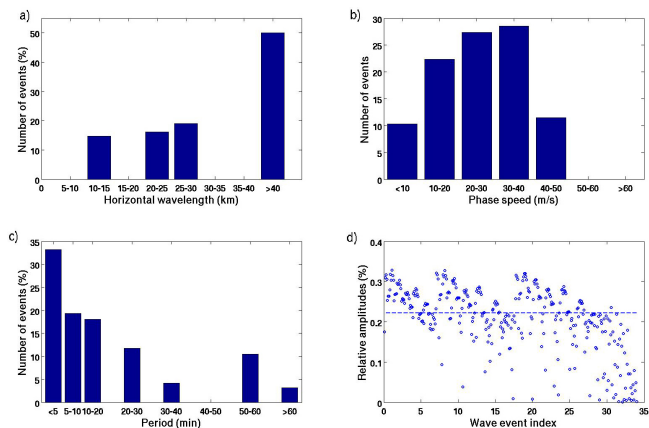 a)
Number of events (%)
50
40
30
20
10
0 5-10 10-15 15-20 20-25 25-30 30-35 35-40 >40
Horizontal wavelength (km)
b)
Number of events
30
25
20
15
10
5
0
<10 10-20 20-30 30-40 40-50 50-60 >60
Phase speed (m/s)
c)
Number of events (%)
35
30
25
20
15
10
5
0
<5 5-10 10-20 20-30 30-40 40-50 50-60 >60
Period (min)
d)
Relative amplitudes (%)
0.4
0.3
0.2
0.1
0
0 5 10 15 20 25 30 35
Wave event index